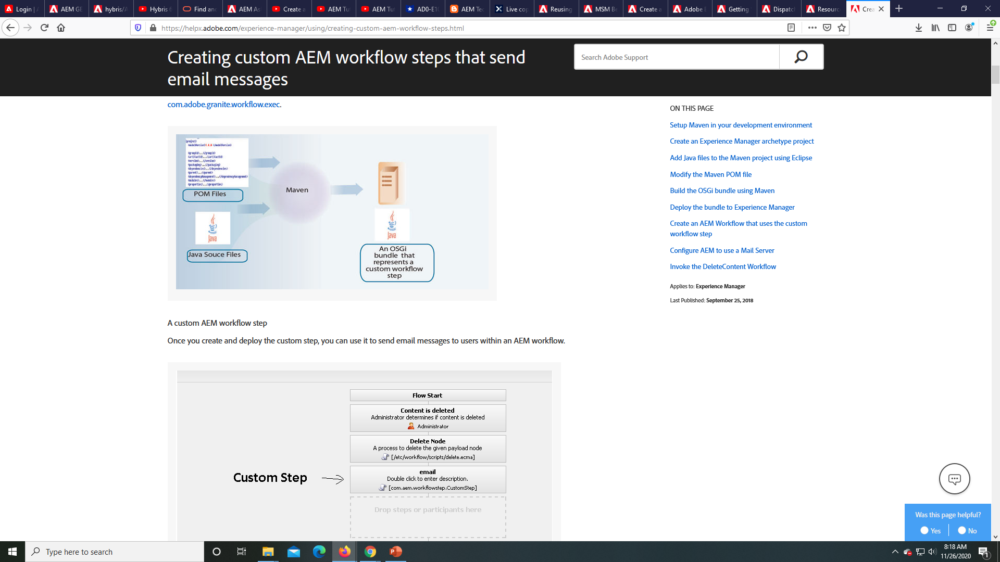 Login | A
AEM GE
hybris/A
Hybris 6
Find and
AEM As
Create a
AEM Tu
AEM Tu
AD0-E10
AEM Tec
Live cop
Reusing
MSM Be
Create a
Adobe E
Getting
Dispatch
Resourc
Crea
https://helpx.adobe.com/experience-manager/using/creating-custom-aem-workflow-steps.html
Creating custom AEM workflow steps that send
email messages
Search Adobe Support
com.adobe.granite.workflow.exec.
POM Files
Maven
Java
Java Souce Files
Java
An OSGi
bundle that
represents a
custom workflow
step
A custom AEM workflow step
Once you create and deploy the custom step, you can use it to send email messages to users within an AEM workflow.
Flow Start
Content is deleted
Administrator determines if content is deleted
Administrator
Delete Node
A process to delete the given payload node
[/etc/workflow/scripts/delete.ecma]
Custom Step
email
Double click to enter description.
[com.aem.workflowstep.CustomStep]
Drop steps or participants here
ON THIS PAGE
Setup Maven in your development environment
Create an Experience Manager archetype project
Add Java files to the Maven project using Eclipse
Modify the Maven POM file
Build the OSGi bundle using Maven
Deploy the bundle to Experience Manager
Create an AEM Workflow that uses the custom
workflow step
Configure AEM to use a Mail Server
Invoke the DeleteContent Workflow
Applies to: Experience Manager
Last Published: September 25, 2018
Was this page helpful?
Yes
No
Type here to search
8:18 AM
11/26/2020
1